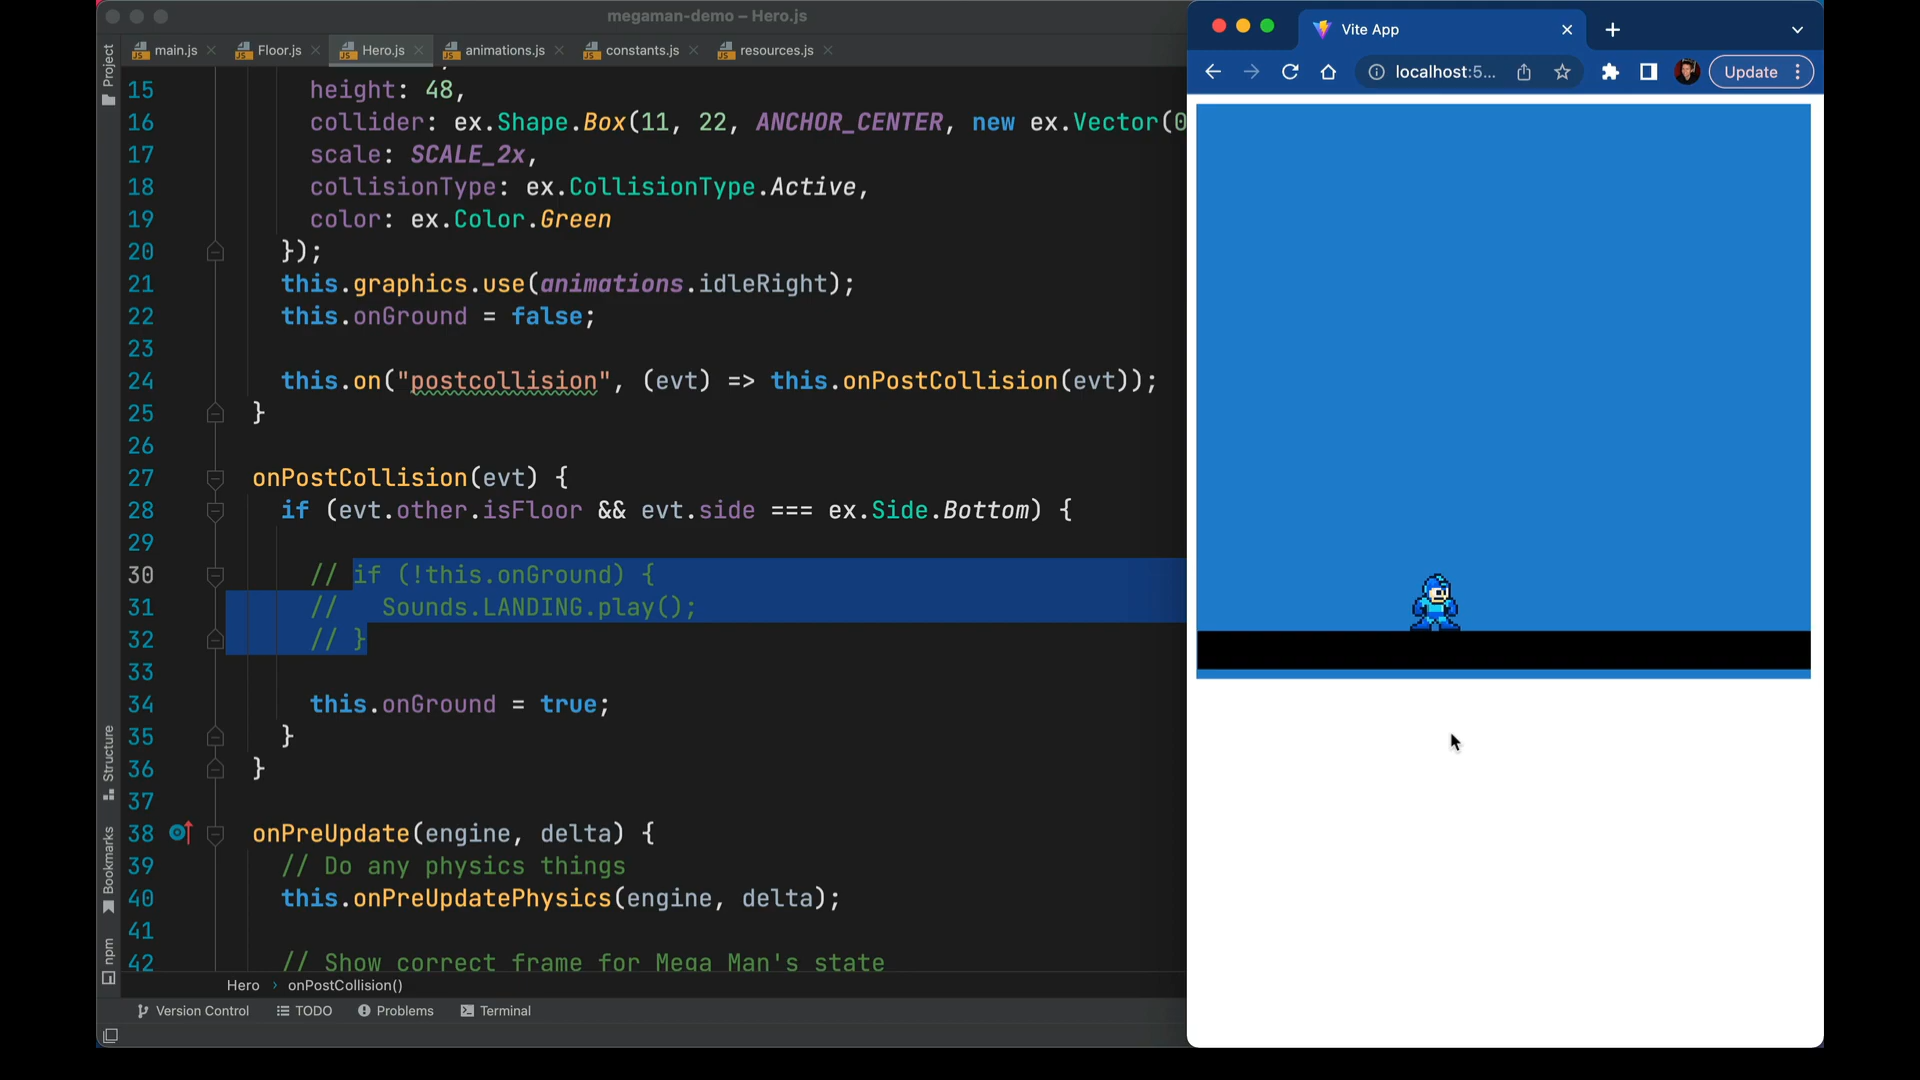 megaman-demo – Hero.js
main.js
Floor.js
Hero.js
animations.js
constants.js
resources.js
Project
Structure
Bookmarks
npm
15 height: 48,
16 collider: ex.Shape.Box(11, 22, ANCHOR_CENTER, new ex.Vector(0
17 scale: SCALE_2x,
18 collisionType: ex.CollisionType.Active,
19 color: ex.Color.Green
20 });
21 this.graphics.use(animations.idleRight);
22 this.onGround = false;
23
24 this.on("postcollision", (evt) => this.onPostCollision(evt));
25 }
26
27 onPostCollision(evt) {
28 if (evt.other.isFloor && evt.side === ex.Side.Bottom) {
29
30 // if (!this.onGround) {
31 //   Sounds.LANDING.play();
32 // }
33
34 this.onGround = true;
35 }
36 }
37
38 onPreUpdate(engine, delta) {
39 // Do any physics things
40 this.onPreUpdatePhysics(engine, delta);
41
42 // Show correct frame for Mega Man's state
Hero › onPostCollision()
Version Control
TODO
Problems
Terminal
Vite App
localhost:5...
Update